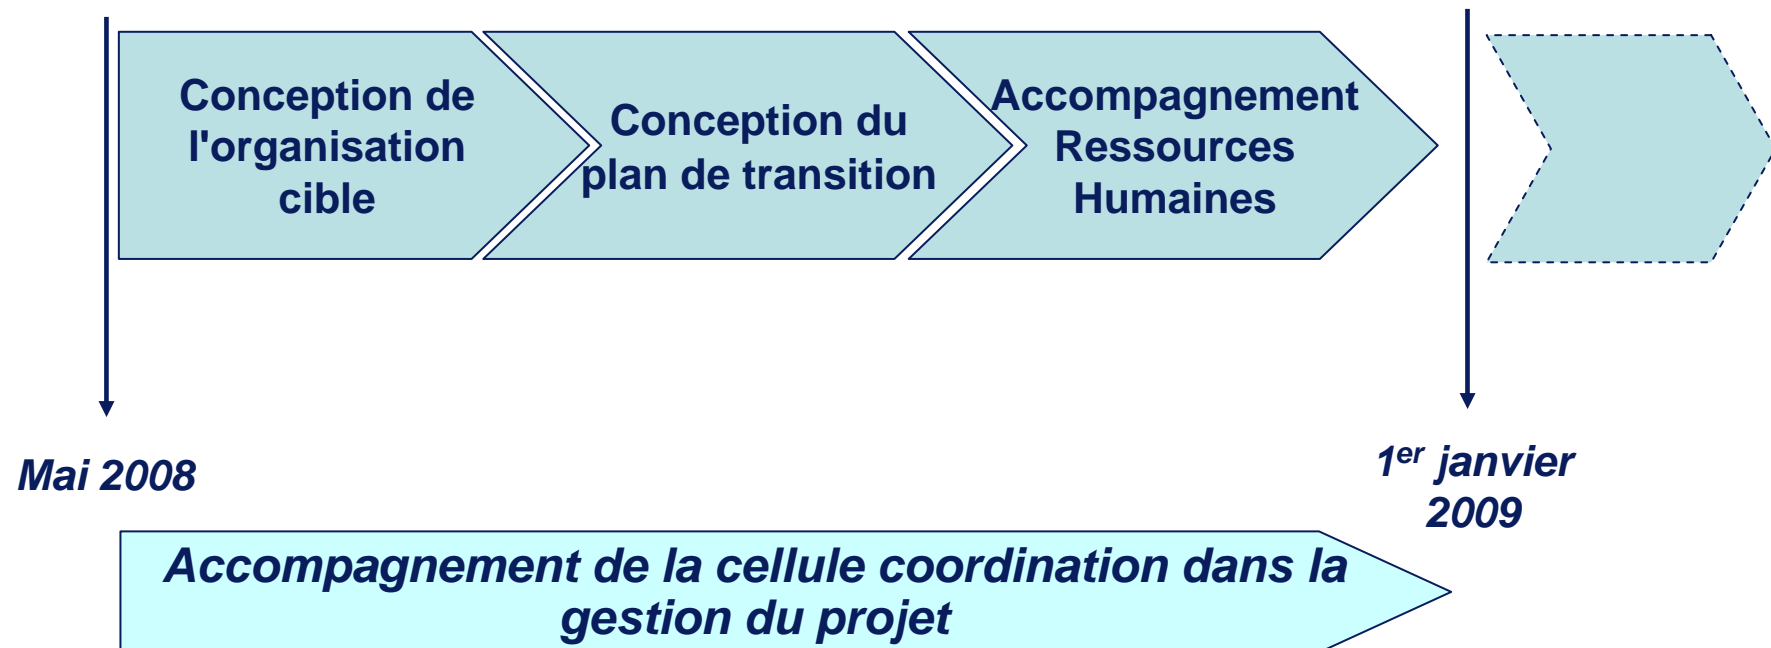 Conception de
l'organisation
cible
Conception du
plan de transition
Accompagnement
Ressources
Humaines
Mai 2008
1er janvier
2009
Accompagnement de la cellule coordination dans la
gestion du projet